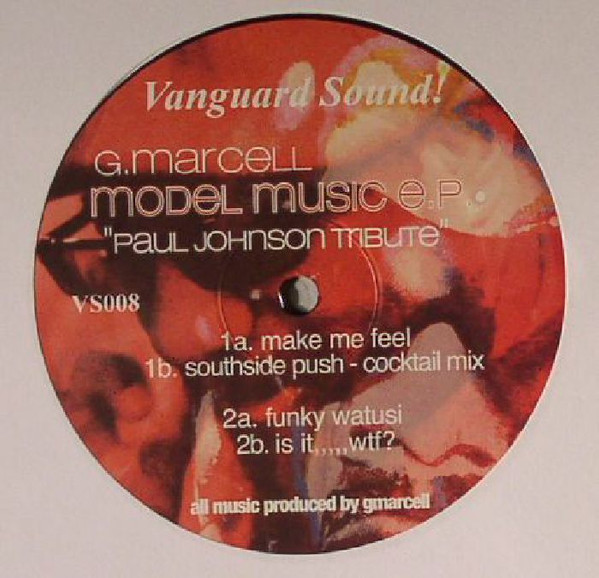 Vanguard Sound!
G.Marcell
Model Music E.P.
"Paul Johnson Tribute"
VS008
1a. make me feel
1b. southside push - cocktail mix
2a. funky watusi
2b. is it,,,,,wtf?
all music produced by gmarcell